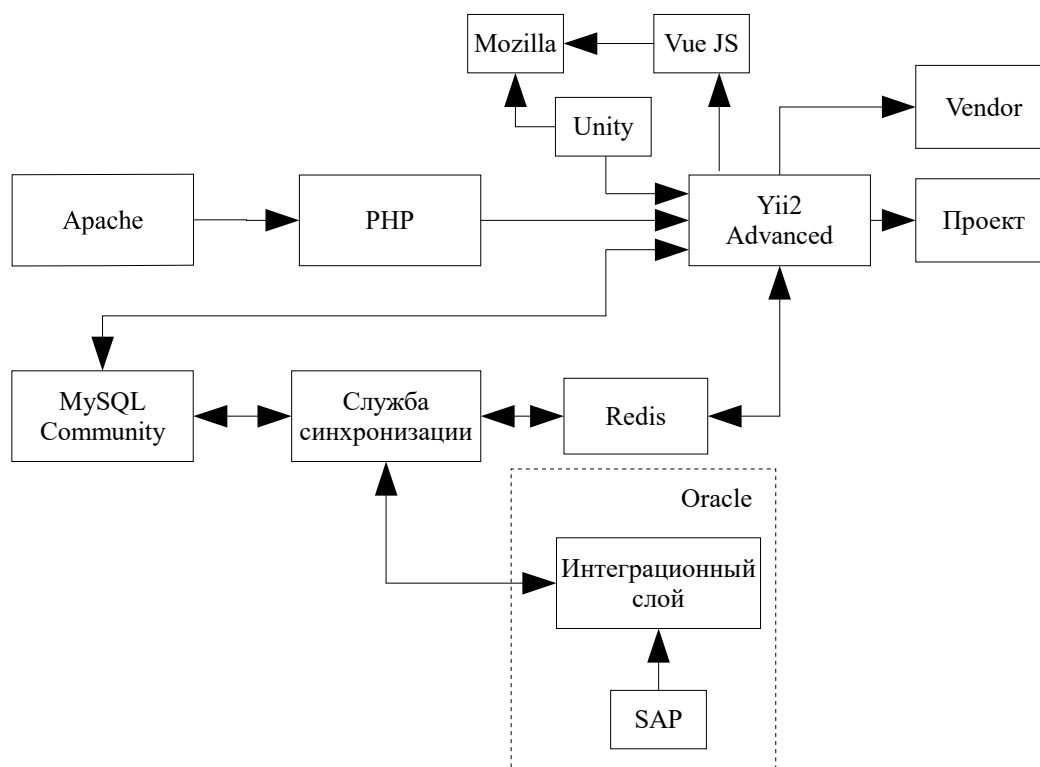 Mozilla
Vue JS
Unity
Vendor
Apache
PHP
Yii2
Advanced
Проект
MySQL
Community
Служба
синхронизации
Redis
Oracle
Интеграционный
слой
SAP